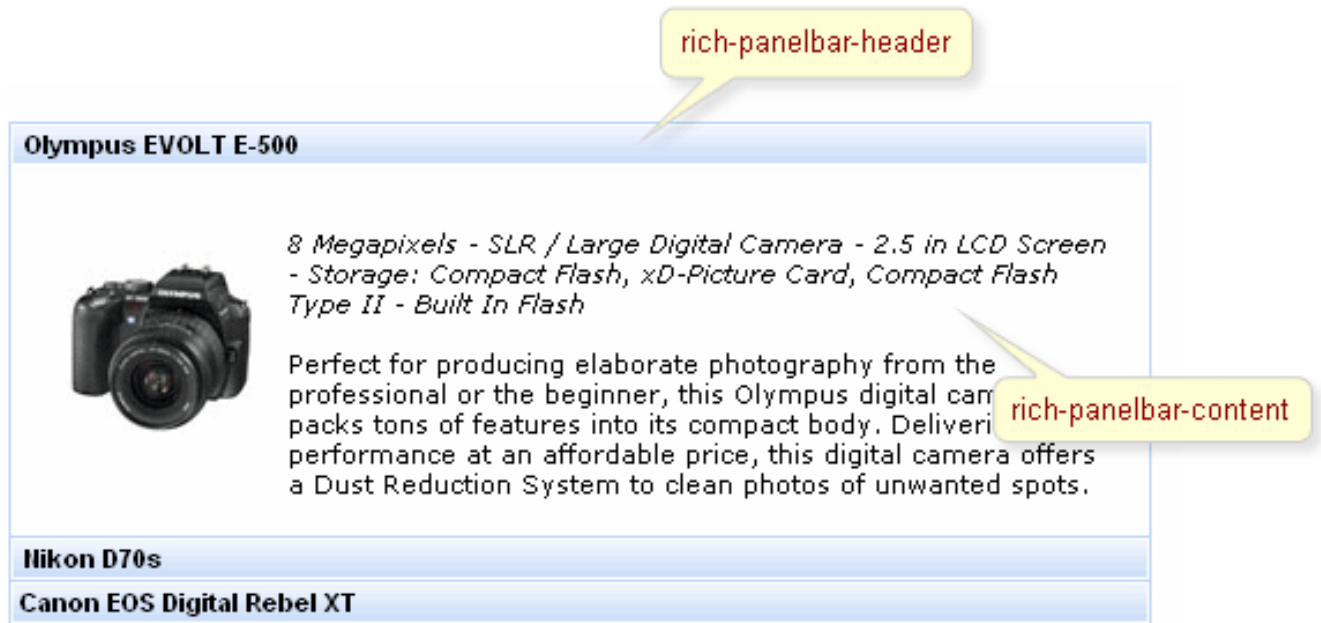 rich-panelbar-header
Olympus EVOLT E-500
8 Megapixels - SLR / Large Digital Camera - 2.5 in LCD Screen
- Storage: Compact Flash, xD-Picture Card, Compact Flash
Type II - Built In Flash
Perfect for producing elaborate photography from the
professional or the beginner, this Olympus digital
packs tons of features into its compact body.
rich-panelbar-content
performance at an affordable price, this digital camera offers
a Dust Reduction System to clean photos of unwanted spots.
Nikon D70s
Canon EOS Digital Rebel XT